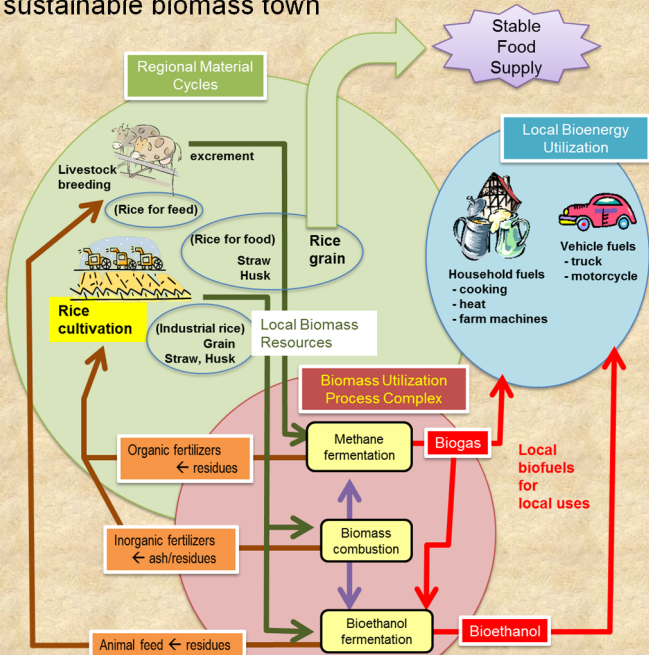 sustainable biomass town
Stable
Food
Supply
Regional Material
Cycles
Local Bioenergy
Utilization
excrement
Livestock
breeding
(Rice for feed)
(Rice for food)
Straw
Husk
Rice
grain
Vehicle fuels
- truck
- motorcycle
Household fuels
- cooking
- heat
- farm machines
Rice
cultivation
(Industrial rice)
Grain
Straw, Husk
Local Biomass
Resources
Biomass Utilization
Process Complex
Organic fertilizers
← residues
Methane
fermentation
Biogas
Local
biofuels
for
local uses
Inorganic fertilizers
← ash/residues
Biomass
combustion
Animal feed ← residues
Bioethanol
fermentation
Bioethanol